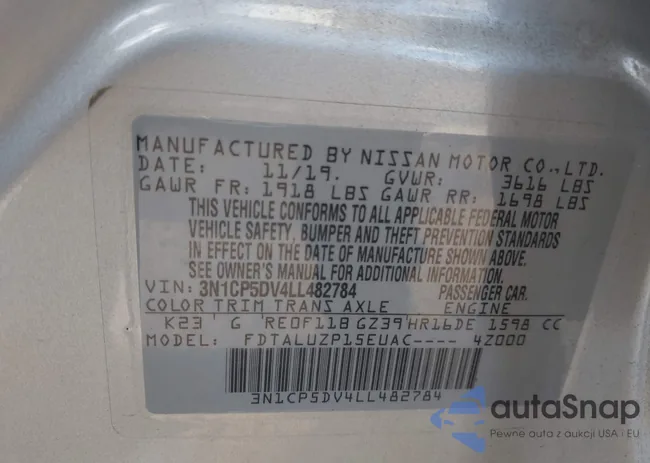 MANUFACTURED BY NISSAN MOTOR CO.,LTD.
DATE: 11/19. GVWR: 3616 LBS
GAWR FR: 1918 LBS GAWR RR: 1698 LBS
THIS VEHICLE CONFORMS TO ALL APPLICABLE FEDERAL MOTOR
VEHICLE SAFETY, BUMPER AND THEFT PREVENTION STANDARDS
IN EFFECT ON THE DATE OF MANUFACTURE SHOWN ABOVE.
SEE OWNER'S MANUAL FOR ADDITIONAL INFORMATION.
VIN: 3N1CP5DV4LL482784 PASSENGER CAR.
COLOR TRIM TRANS AXLE ENGINE
K23 G RE0F11B GZ39 HR16DE 1598 CC
MODEL: FDTALUZP15EUAC---- 4Z000
3N1CP5DV4LL482784
autaSnap
Pewne auta z aukcji USA i EU